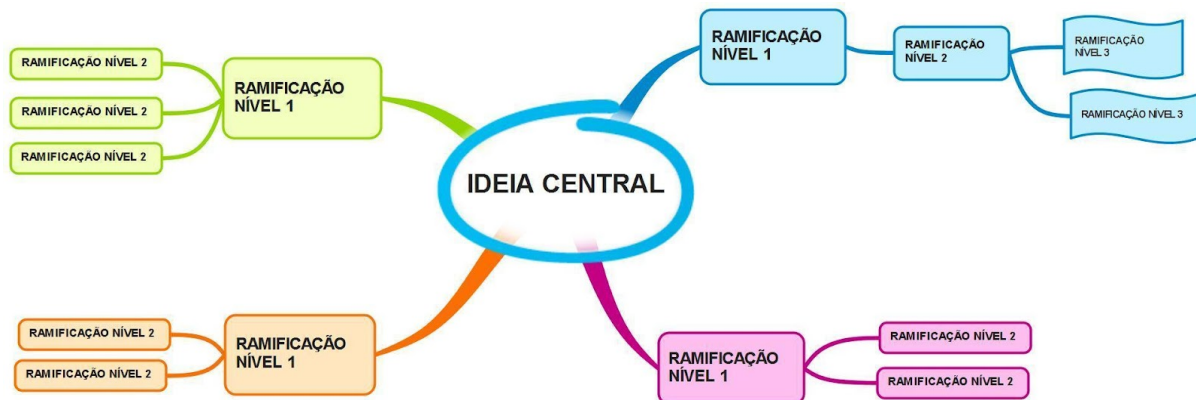 RAMIFICAÇÃO NÍVEL 2
RAMIFICAÇÃO NÍVEL 2
RAMIFICAÇÃO NÍVEL 2
RAMIFICAÇÃO
NÍVEL 1
RAMIFICAÇÃO
NÍVEL 1
RAMIFICAÇÃO
NÍVEL 2
RAMIFICAÇÃO
NÍVEL 3
RAMIFICAÇÃO NÍVEL 3
IDEIA CENTRAL
RAMIFICAÇÃO NÍVEL 2
RAMIFICAÇÃO NÍVEL 2
RAMIFICAÇÃO
NÍVEL 1
RAMIFICAÇÃO
NÍVEL 1
RAMIFICAÇÃO NÍVEL 2
RAMIFICAÇÃO NÍVEL 2